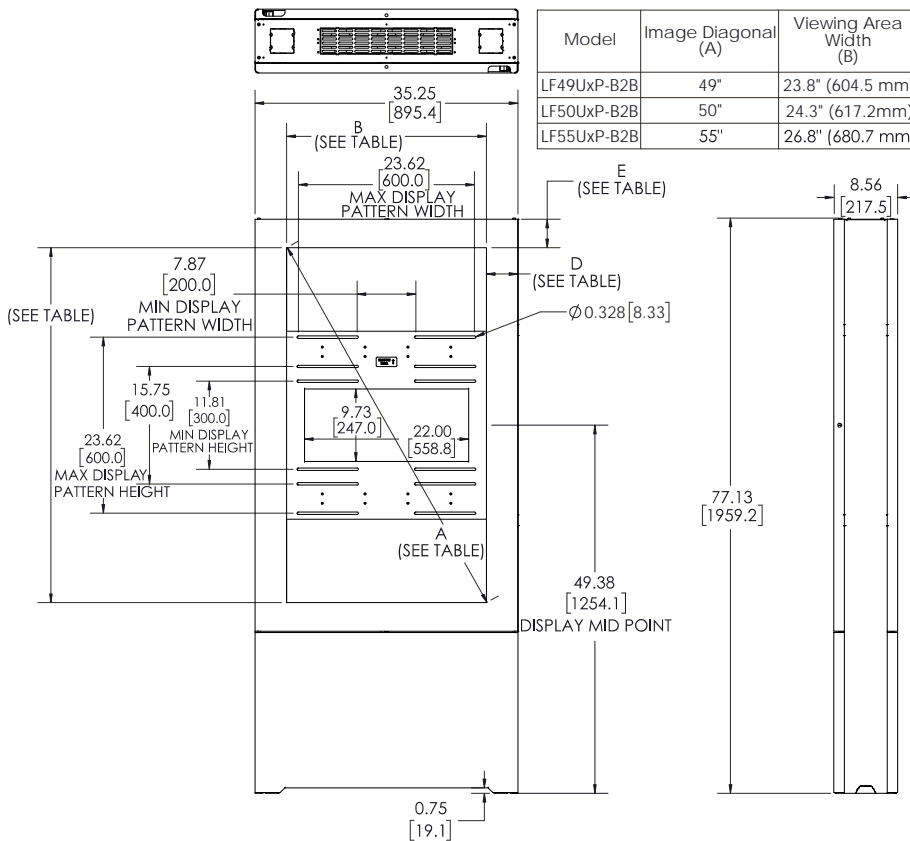 Model Image Diagonal (A) Viewing Area Width (B)
LF49UxP-B2B 49" 23.8" (604.5 mm
LF50UxP-B2B 50" 24.3" (617.2mm)
LF55UxP-B2B 55" 26.8" (680.7 mm
35.25
[895.4]
B
(SEE TABLE)
23.62
[600.0]
MAX DISPLAY
PATTERN WIDTH
E
(SEE TABLE)
8.56
[217.5]
7.87
[200.0]
MIN DISPLAY
PATTERN WIDTH
D
(SEE TABLE)
(SEE TABLE)
Ø0.328[8.33]
15.75
[400.0]
11.81
[300.0]
MIN DISPLAY
PATTERN HEIGHT
9.73
[247.0]
22.00
[558.8]
23.62
[600.0]
MAX DISPLAY
PATTERN HEIGHT
77.13
[1959.2]
A
(SEE TABLE)
49.38
[1254.1]
DISPLAY MID POINT
0.75
[19.1]